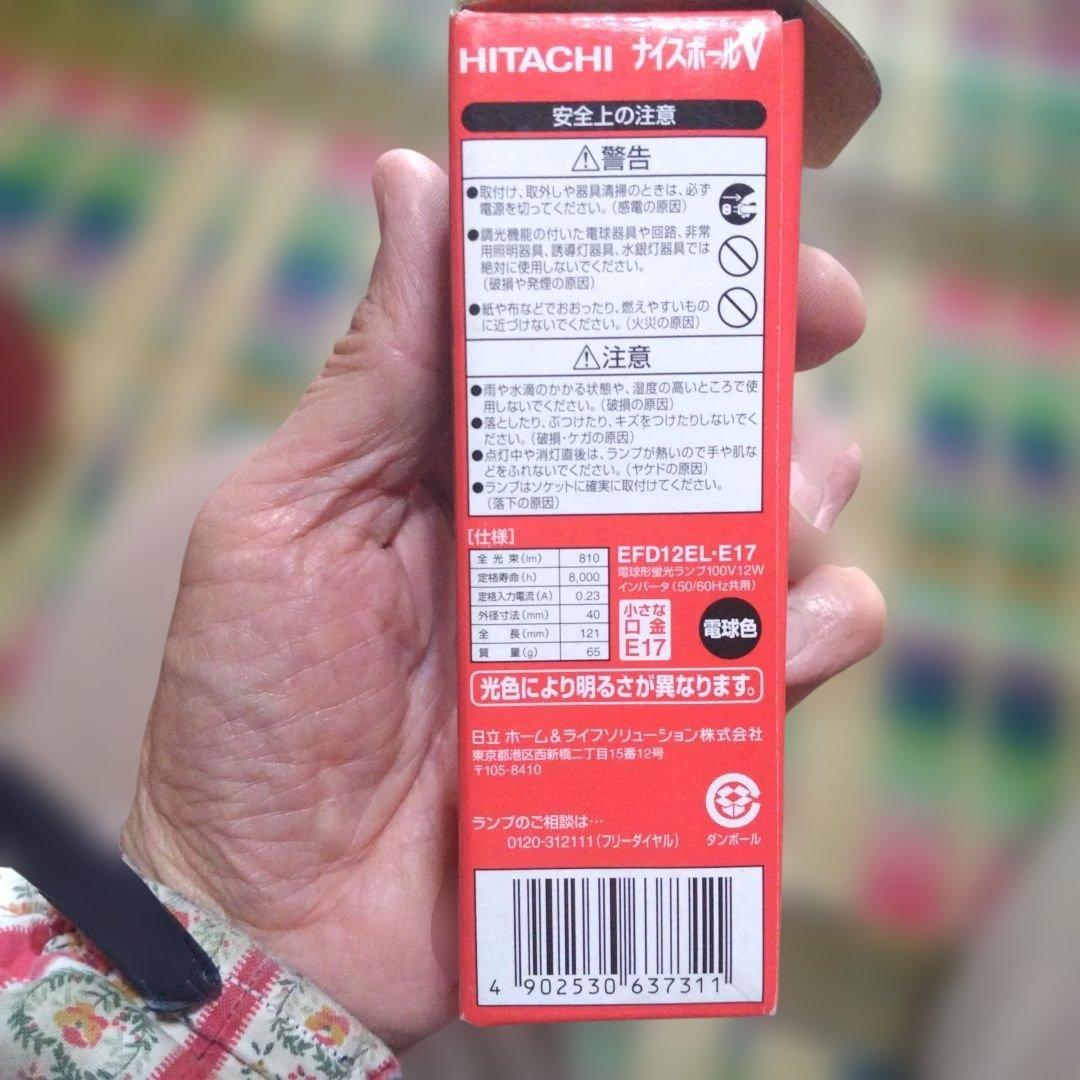 HITACHI ナイスボールV
安全上の注意
⚠警告
●取付け、取外しや器具清掃のときは、必ず
電源を切ってください。(感電の原因)
●調光機能の付いた電球器具や回路、非常
用照明器具、誘導灯器具、水銀灯器具では
絶対に使用しないでください。
(破損や発煙の原因)
●紙や布などでおおったり、燃えやすいもの
に近づけないでください。(火災の原因)
⚠注意
●雨や水滴のかかる状態や、湿度の高いところで使
用しないでください。(破損の原因)
●落としたり、ぶつけたり、キズをつけたりしないでく
ださい。(破損・ケガの原因)
●点灯中や消灯直後は、ランプが熱いので手や肌な
どをふれないでください。(ヤケドの原因)
●ランプはソケットに確実に取付けてください。
(落下の原因)
[仕様]
全光束(lm) 810
定格寿命(h) 8,000
定格入力電流(A) 0.23
外径寸法(mm) 40
全長(mm) 121
質量(g) 65
EFD12EL・E17
電球形蛍光ランプ100V12W
インバータ(50/60Hz共用)
小さな
口金
E17
電球色
光色により明るさが異なります。
日立 ホーム&ライフソリューション株式会社
東京都港区西新橋二丁目15番12号
〒105-8410
ランプのご相談は…
0120-312111(フリーダイヤル)
ダンボール
4 902530 637311